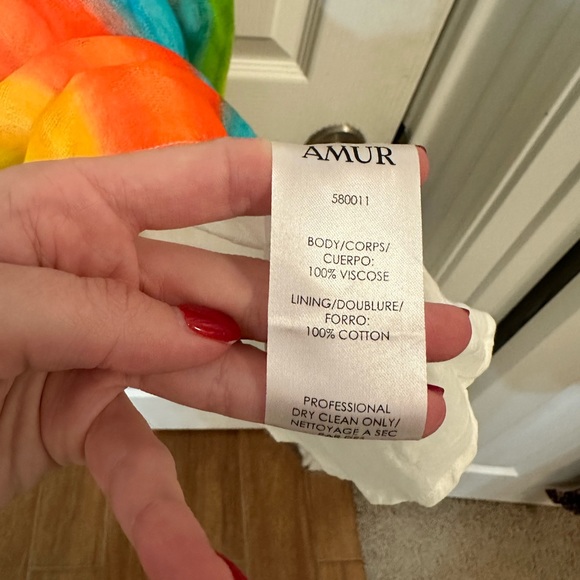 AMUR
580011
BODY/CORPS/
CUERPO:
100% VISCOSE
LINING/DOUBLURE/
FORRO:
100% COTTON
PROFESSIONAL
DRY CLEAN ONLY/
NETTOYAGE A SEC